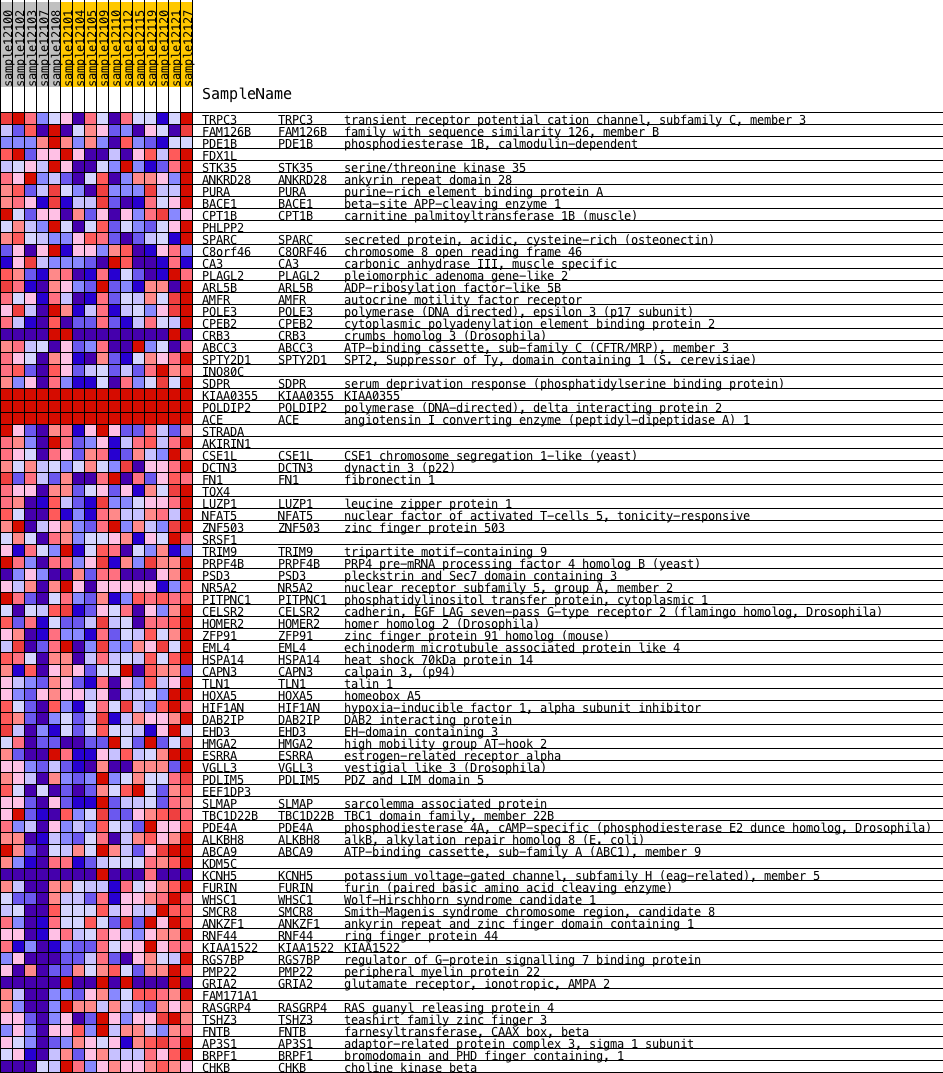 sample12100 sample12102 sample12103 sample12107 sample12108 sample12101 sample12104 sample12105 sample12109 sample12110 sample12112 sample12115 sample12119 sample12120 sample12121 sample12127
SampleName
TRPC3 TRPC3 transient receptor potential cation channel, subfamily C, member 3
FAM126B FAM126B family with sequence similarity 126, member B
PDE1B PDE1B phosphodiesterase 1B, calmodulin-dependent
FDX1L
STK35 STK35 serine/threonine kinase 35
ANKRD28 ANKRD28 ankyrin repeat domain 28
PURA PURA purine-rich element binding protein A
BACE1 BACE1 beta-site APP-cleaving enzyme 1
CPT1B CPT1B carnitine palmitoyltransferase 1B (muscle)
PHLPP2
SPARC SPARC secreted protein, acidic, cysteine-rich (osteonectin)
C8orf46 C8ORF46 chromosome 8 open reading frame 46
CA3 CA3 carbonic anhydrase III, muscle specific
PLAGL2 PLAGL2 pleiomorphic adenoma gene-like 2
ARL5B ARL5B ADP-ribosylation factor-like 5B
AMFR AMFR autocrine motility factor receptor
POLE3 POLE3 polymerase (DNA directed), epsilon 3 (p17 subunit)
CPEB2 CPEB2 cytoplasmic polyadenylation element binding protein 2
CRB3 CRB3 crumbs homolog 3 (Drosophila)
ABCC3 ABCC3 ATP-binding cassette, sub-family C (CFTR/MRP), member 3
SPTY2D1 SPTY2D1 SPT2, Suppressor of Ty, domain containing 1 (S. cerevisiae)
INO80C
SDPR SDPR serum deprivation response (phosphatidylserine binding protein)
KIAA0355 KIAA0355 KIAA0355
POLDIP2 POLDIP2 polymerase (DNA-directed), delta interacting protein 2
ACE ACE angiotensin I converting enzyme (peptidyl-dipeptidase A) 1
STRADA
AKIRIN1
CSE1L CSE1L CSE1 chromosome segregation 1-like (yeast)
DCTN3 DCTN3 dynactin 3 (p22)
FN1 FN1 fibronectin 1
TOX4
LUZP1 LUZP1 leucine zipper protein 1
NFAT5 NFAT5 nuclear factor of activated T-cells 5, tonicity-responsive
ZNF503 ZNF503 zinc finger protein 503
SRSF1
TRIM9 TRIM9 tripartite motif-containing 9
PRPF4B PRPF4B PRP4 pre-mRNA processing factor 4 homolog B (yeast)
PSD3 PSD3 pleckstrin and Sec7 domain containing 3
NR5A2 NR5A2 nuclear receptor subfamily 5, group A, member 2
PITPNC1 PITPNC1 phosphatidylinositol transfer protein, cytoplasmic 1
CELSR2 CELSR2 cadherin, EGF LAG seven-pass G-type receptor 2 (flamingo homolog, Drosophila)
HOMER2 HOMER2 homer homolog 2 (Drosophila)
ZFP91 ZFP91 zinc finger protein 91 homolog (mouse)
EML4 EML4 echinoderm microtubule associated protein like 4
HSPA14 HSPA14 heat shock 70kDa protein 14
CAPN3 CAPN3 calpain 3, (p94)
TLN1 TLN1 talin 1
HOXA5 HOXA5 homeobox A5
HIF1AN HIF1AN hypoxia-inducible factor 1, alpha subunit inhibitor
DAB2IP DAB2IP DAB2 interacting protein
EHD3 EHD3 EH-domain containing 3
HMGA2 HMGA2 high mobility group AT-hook 2
ESRRA ESRRA estrogen-related receptor alpha
VGLL3 VGLL3 vestigial like 3 (Drosophila)
PDLIM5 PDLIM5 PDZ and LIM domain 5
EEF1DP3
SLMAP SLMAP sarcolemma associated protein
TBC1D22B TBC1D22B TBC1 domain family, member 22B
PDE4A PDE4A phosphodiesterase 4A, cAMP-specific (phosphodiesterase E2 dunce homolog, Drosophila)
ALKBH8 ALKBH8 alkB, alkylation repair homolog 8 (E. coli)
ABCA9 ABCA9 ATP-binding cassette, sub-family A (ABC1), member 9
KDM5C
KCNH5 KCNH5 potassium voltage-gated channel, subfamily H (eag-related), member 5
FURIN FURIN furin (paired basic amino acid cleaving enzyme)
WHSC1 WHSC1 Wolf-Hirschhorn syndrome candidate 1
SMCR8 SMCR8 Smith-Magenis syndrome chromosome region, candidate 8
ANKZF1 ANKZF1 ankyrin repeat and zinc finger domain containing 1
RNF44 RNF44 ring finger protein 44
KIAA1522 KIAA1522 KIAA1522
RGS7BP RGS7BP regulator of G-protein signalling 7 binding protein
PMP22 PMP22 peripheral myelin protein 22
GRIA2 GRIA2 glutamate receptor, ionotropic, AMPA 2
FAM171A1
RASGRP4 RASGRP4 RAS guanyl releasing protein 4
TSHZ3 TSHZ3 teashirt family zinc finger 3
FNTB FNTB farnesyltransferase, CAAX box, beta
AP3S1 AP3S1 adaptor-related protein complex 3, sigma 1 subunit
BRPF1 BRPF1 bromodomain and PHD finger containing, 1
CHKB CHKB choline kinase beta